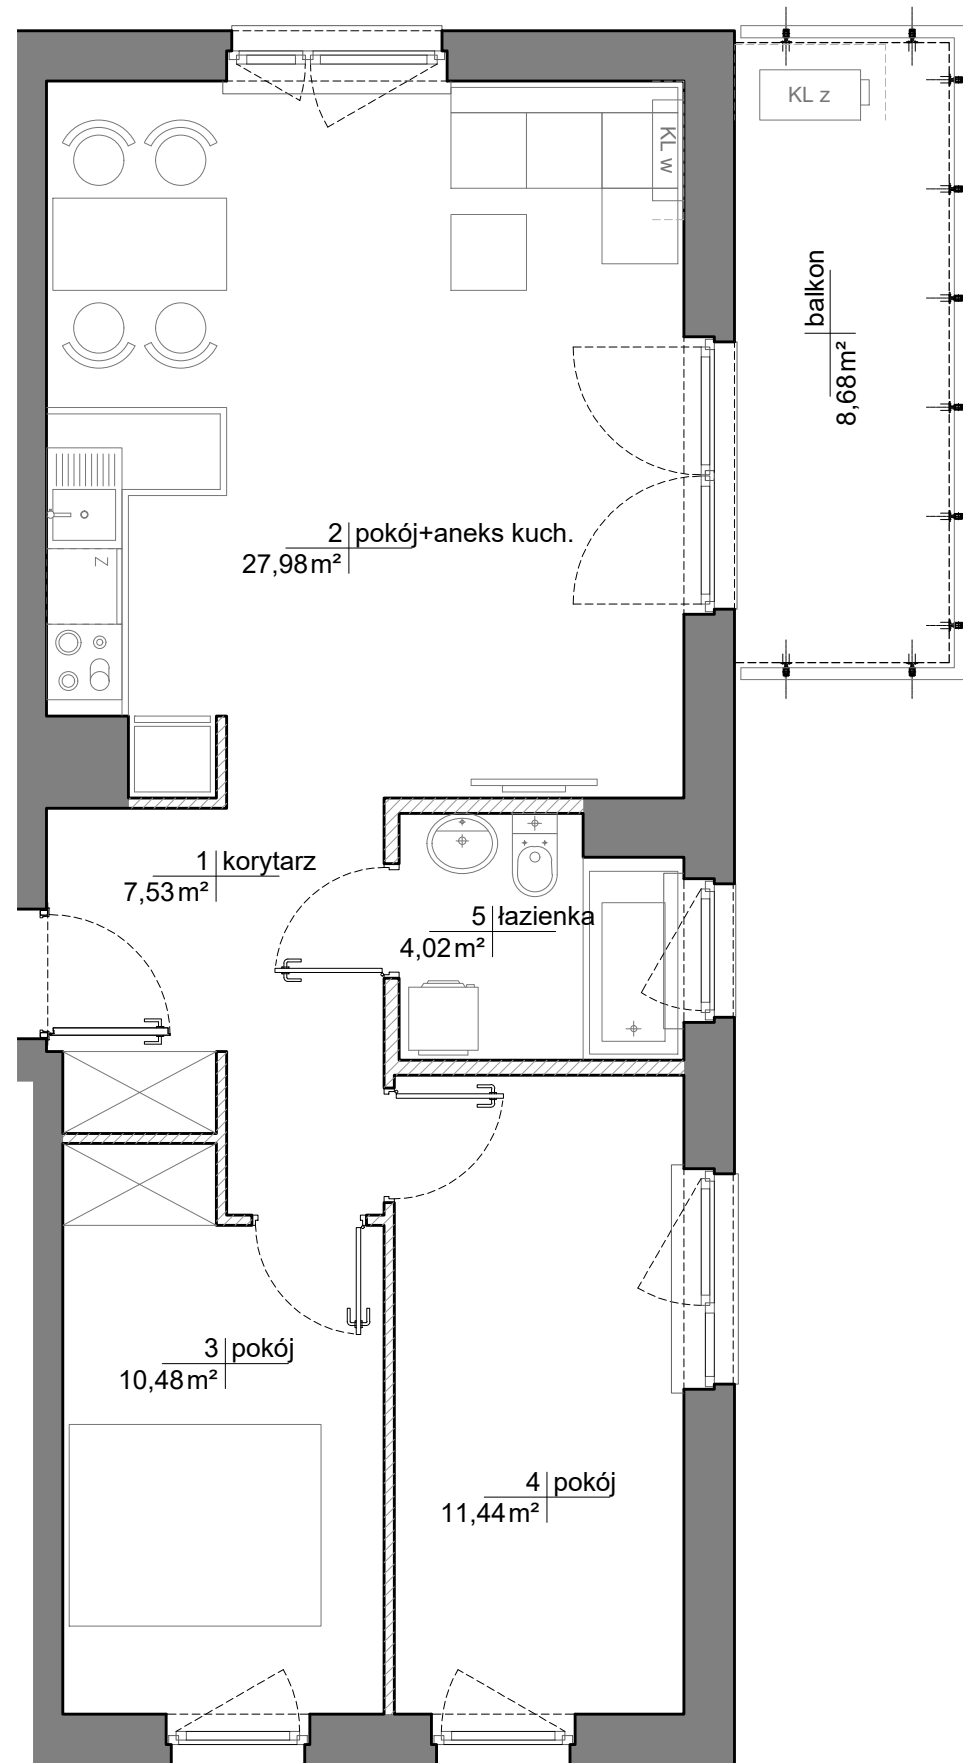 KL z
KL w
balkon
8,68 m²
2 pokój+aneks kuch.
27,98 m²
Z
1 korytarz
7,53 m²
5 łazienka
4,02 m²
3 pokój
10,48 m²
4 pokój
11,44 m²